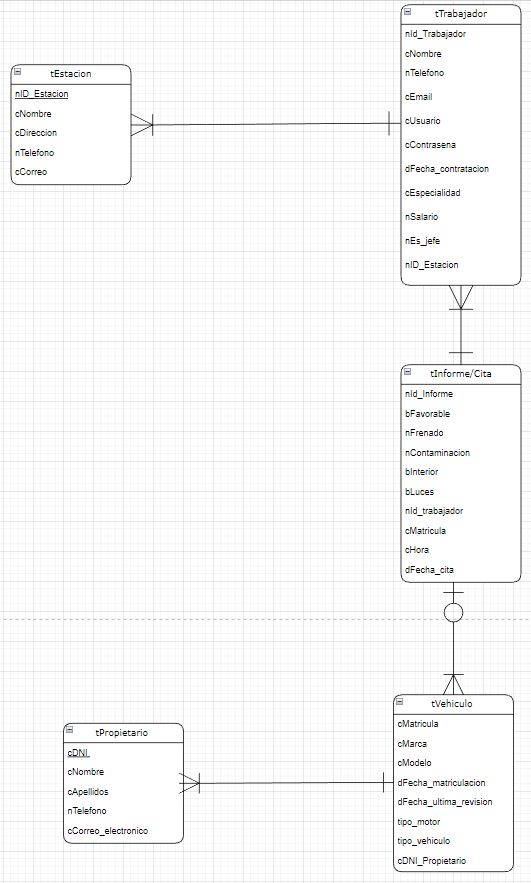 tTrabajador
nId_Trabajador
cNombre
nTelefono
cEmail
cUsuario
cContrasena
dFecha_contratacion
cEspecialidad
nSalario
nEs_jefe
nID_Estacion
tEstacion
nID_Estacion
cNombre
cDireccion
nTelefono
cCorreo
tInforme/Cita
nId_Informe
bFavorable
nFrenado
nContaminacion
bInterior
bLuces
nId_trabajador
cMatricula
cHora
dFecha_cita
tVehiculo
cMatricula
cMarca
cModelo
dFecha_matriculacion
dFecha_ultima_revision
tipo_motor
tipo_vehiculo
cDNI_Propietario
tPropietario
cDNI
cNombre
cApellidos
nTelefono
cCorreo_electronico